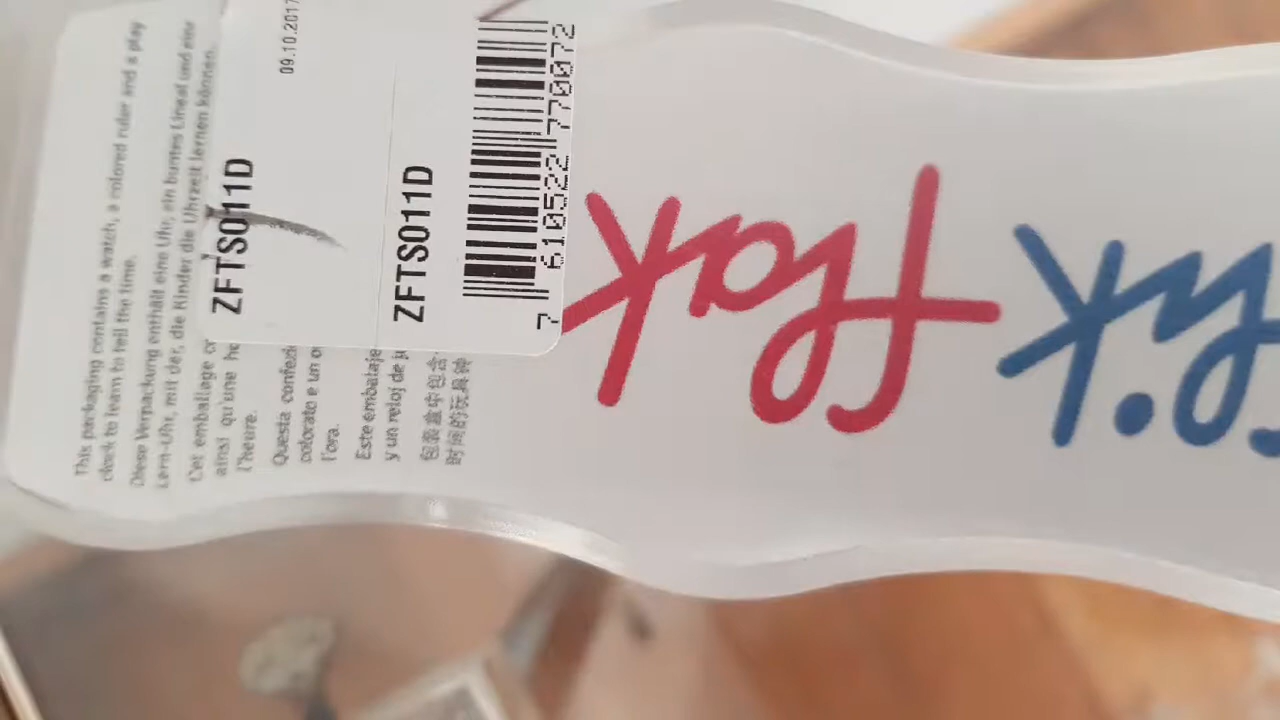 This packaging contains a watch, a colored ruler and a play
clock to learn to tell the time.
Diese Verpackung enthält eine Uhr, ein buntes Lineal und eine
Lern-Uhr, mit der, die Kinder die Uhrzeit lernen können.
Cet emballage
ainsi qu'une
l'heure.
Questa
colorato e un
l'ora.
Este embalaje
y un reloj de
包装盒中包含
时间的玩具钟
09.10.2017
ZFTS011D
ZFTS011D
7 610522 770072
flik
flak